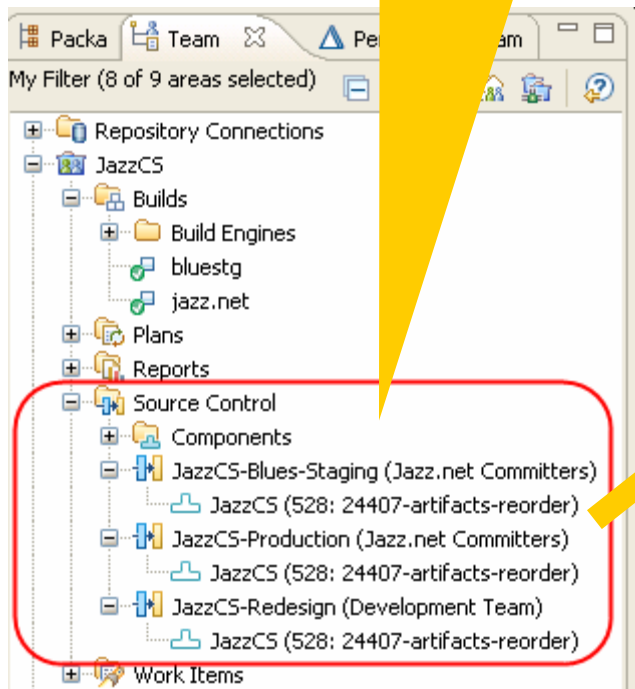 Packa Team Pe am
My Filter (8 of 9 areas selected)
Repository Connections
JazzCS
Builds
Build Engines
bluestg
jazz.net
Plans
Reports
Source Control
Components
JazzCS-Blues-Staging (Jazz.net Committers)
JazzCS (528: 24407-artifacts-reorder)
JazzCS-Production (Jazz.net Committers)
JazzCS (528: 24407-artifacts-reorder)
JazzCS-Redesign (Development Team)
JazzCS (528: 24407-artifacts-reorder)
Work Items